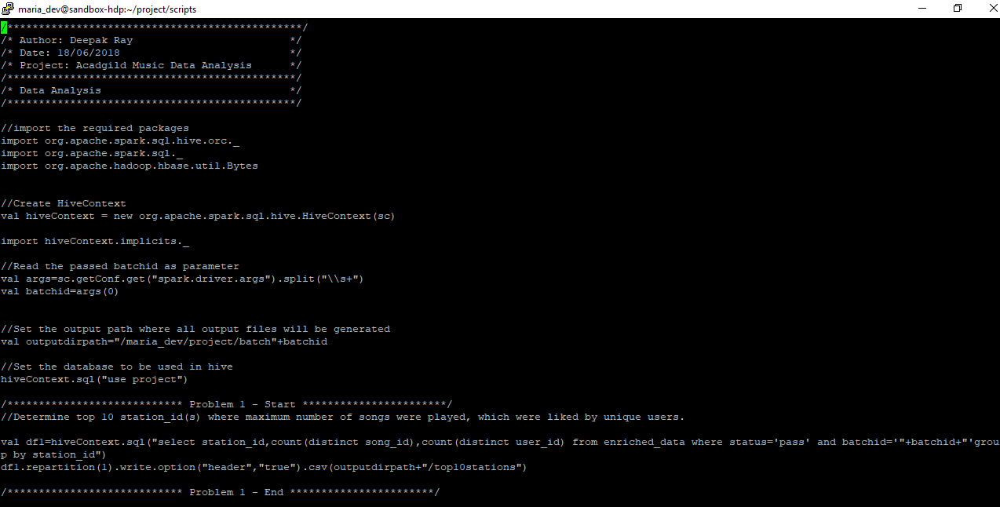 maria_dev@sandbox-hdp:~/project/scripts
/***********************************************/
/* Author: Deepak Ray                         */
/* Date: 18/06/2018                           */
/* Project: Acadgild Music Data Analysis      */
/**********************************************/
/* Data Analysis                              */
/**********************************************/
//import the required packages
import org.apache.spark.sql.hive.orc._
import org.apache.spark.sql._
import org.apache.hadoop.hbase.util.Bytes
//Create HiveContext
val hiveContext = new org.apache.spark.sql.hive.HiveContext(sc)
import hiveContext.implicits._
//Read the passed batchid as parameter
val args=sc.getConf.get("spark.driver.args").split("\\s+")
val batchid=args(0)
//Set the output path where all output files will be generated
val outputdirpath="/maria_dev/project/batch"+batchid
//Set the database to be used in hive
hiveContext.sql("use project")
/**************************** Problem 1 - Start ***********************/
//Determine top 10 station_id(s) where maximum number of songs were played, which were liked by unique users.
val df1=hiveContext.sql("select station_id,count(distinct song_id),count(distinct user_id) from enriched_data where status='pass' and batchid='"+batchid+"'grou
p by station_id")
df1.repartition(1).write.option("header","true").csv(outputdirpath+"/top10stations")
/**************************** Problem 1 - End ***********************/